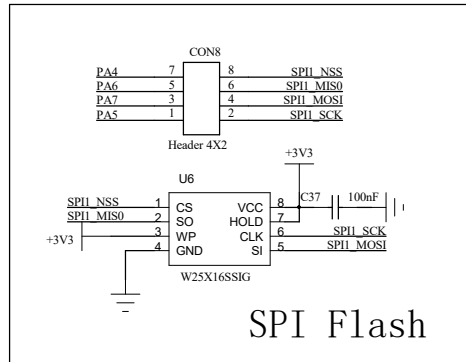 CON8
PA4 7 8 SPI1_NSS
PA6 5 6 SPI1_MIS0
PA7 3 4 SPI1_MOSI
PA5 1 2 SPI1_SCK
Header 4X2
+3V3
U6
C37 100nF
SPI1_NSS 1 CS VCC 8
SPI1_MIS0 2 SO HOLD 7
+3V3 3 WP CLK 6 SPI1_SCK
4 GND SI 5 SPI1_MOSI
W25X16SSIG
SPI Flash